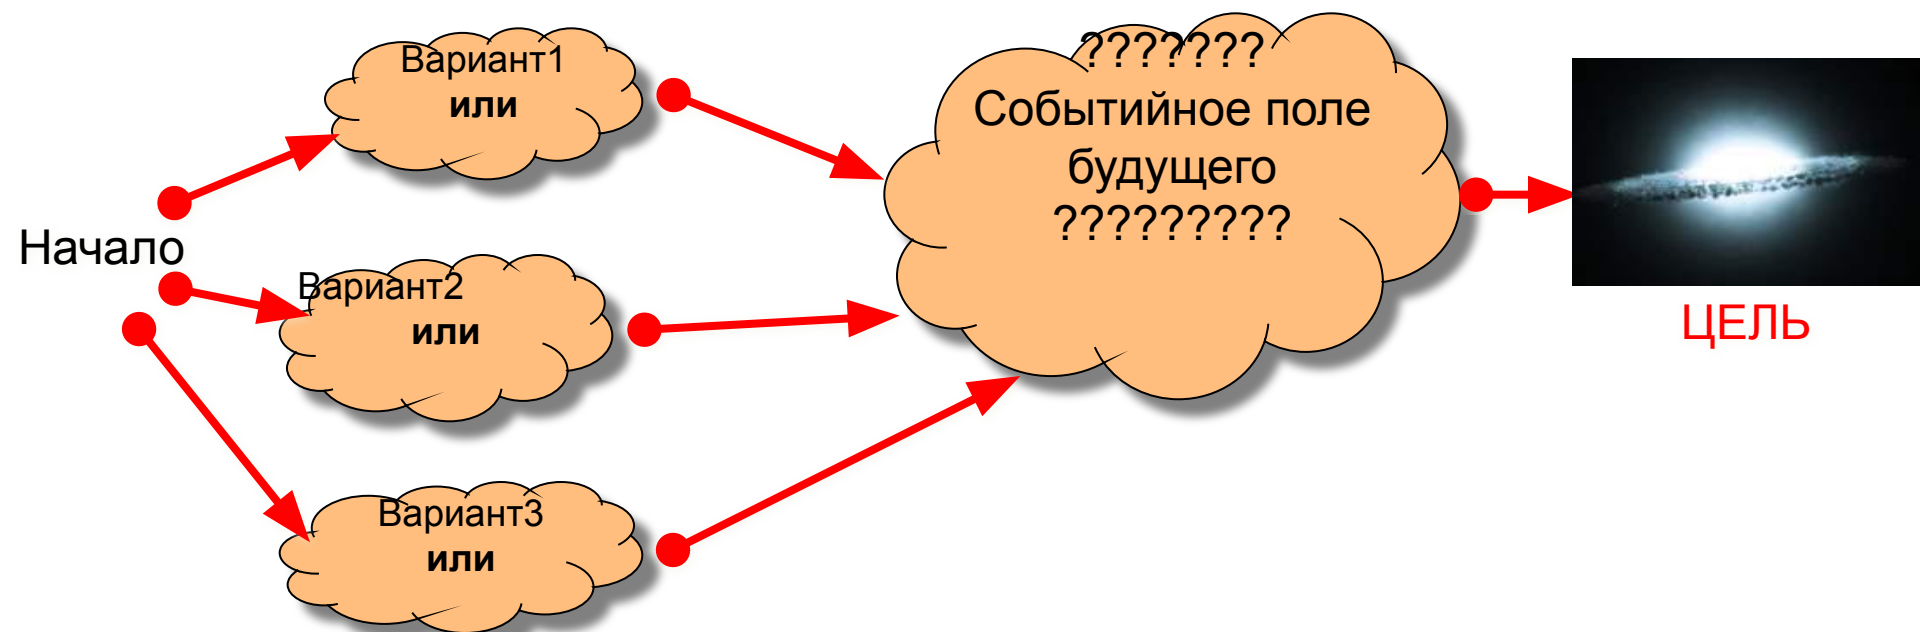 Начало
Вариант1
или
Вариант2
или
Вариант3
или
???????
Событийное поле
будущего
?????????
ЦЕЛЬ